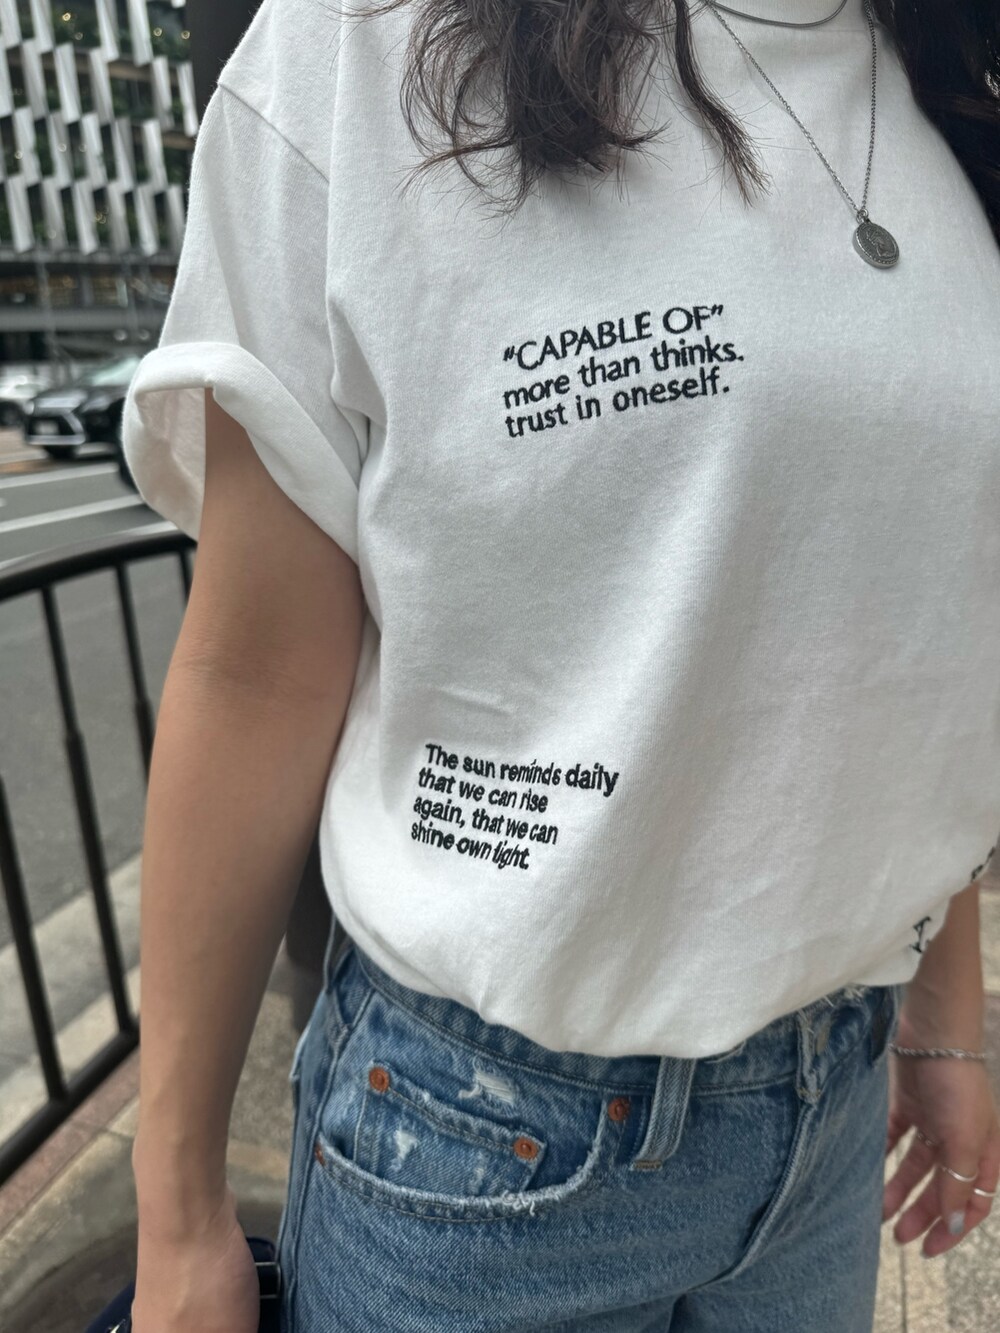 "CAPABLE OF"
more than thinks.
trust in oneself.
The sun reminds daily
that we can rise
again, that we can
shine own light.